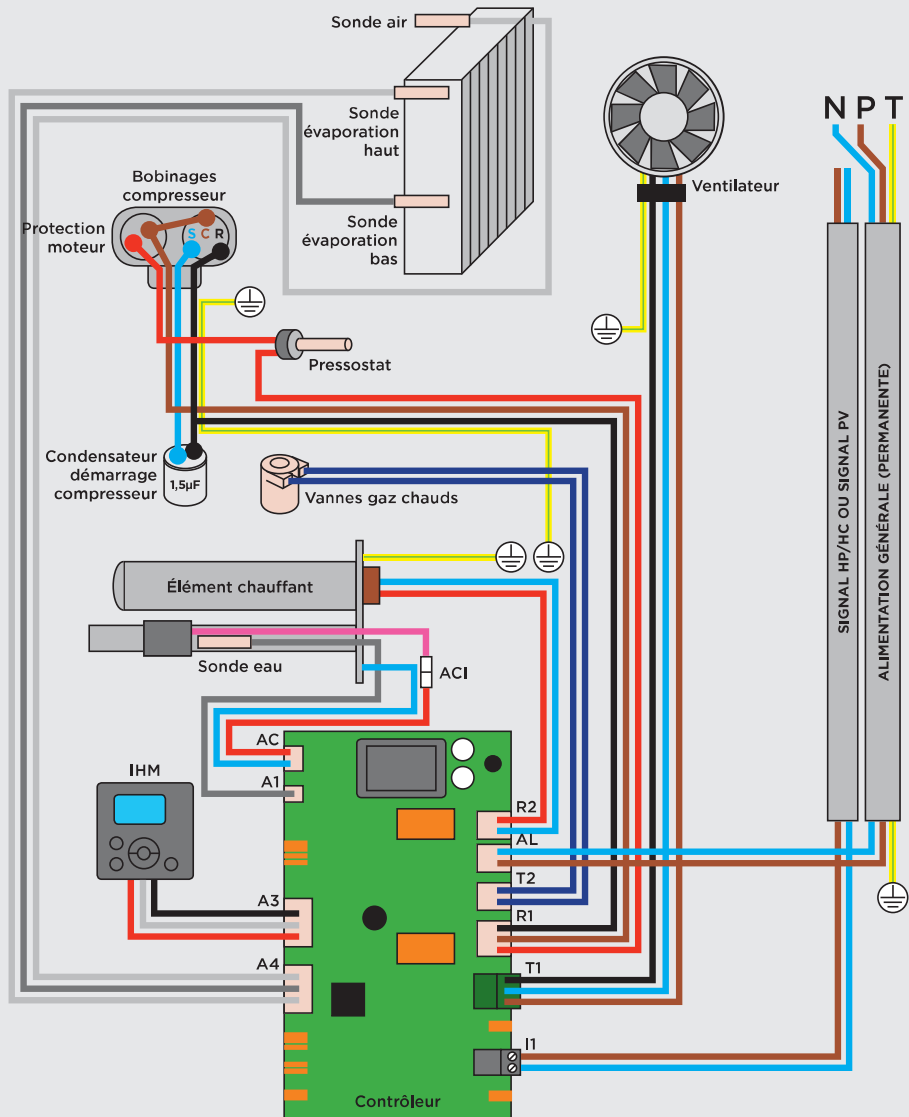 Sonde air
Sonde
évaporation
haut
N P T
Bobinages
compresseur
Ventilateur
Protection
moteur
S C R
Sonde
évaporation
bas
Pressostat
SIGNAL HP/HC OU SIGNAL PV
ALIMENTATION GÉNÉRALE (PERMANENTE)
Condensateur
démarrage
compresseur
1,5µF
Vannes gaz chauds
Élément chauffant
Sonde eau
ACI
AC
IHM
A1
R2
AL
T2
A3
R1
A4
T1
I1
Contrôleur